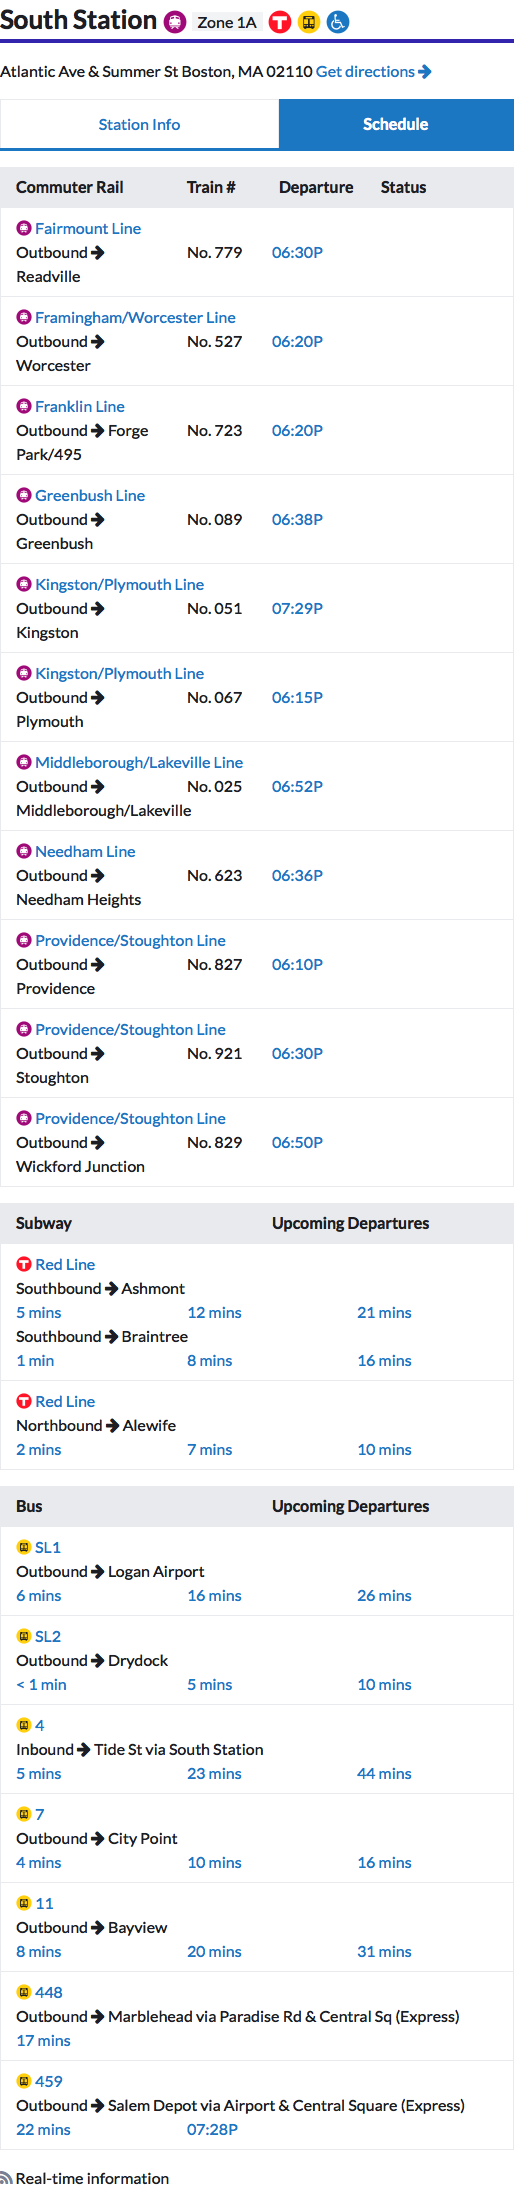 South Station Zone 1A T
Atlantic Ave & Summer St Boston, MA 02110 Get directions
Station Info Schedule
Commuter Rail Train # Departure Status
Fairmount Line
Outbound → No. 779 06:30P
Readville
Framingham/Worcester Line
Outbound → No. 527 06:20P
Worcester
Franklin Line
Outbound → Forge No. 723 06:20P
Park/495
Greenbush Line
Outbound → No. 089 06:38P
Greenbush
Kingston/Plymouth Line
Outbound → No. 051 07:29P
Kingston
Kingston/Plymouth Line
Outbound → No. 067 06:15P
Plymouth
Middleborough/Lakeville Line
Outbound → No. 025 06:52P
Middleborough/Lakeville
Needham Line
Outbound → No. 623 06:36P
Needham Heights
Providence/Stoughton Line
Outbound → No. 827 06:10P
Providence
Providence/Stoughton Line
Outbound → No. 921 06:30P
Stoughton
Providence/Stoughton Line
Outbound → No. 829 06:50P
Wickford Junction
Subway Upcoming Departures
T Red Line
Southbound → Ashmont
5 mins 12 mins 21 mins
Southbound → Braintree
1 min 8 mins 16 mins
T Red Line
Northbound → Alewife
2 mins 7 mins 10 mins
Bus Upcoming Departures
SL1
Outbound → Logan Airport
6 mins 16 mins 26 mins
SL2
Outbound → Drydock
< 1 min 5 mins 10 mins
4
Inbound → Tide St via South Station
5 mins 23 mins 44 mins
7
Outbound → City Point
4 mins 10 mins 16 mins
11
Outbound → Bayview
8 mins 20 mins 31 mins
448
Outbound → Marblehead via Paradise Rd & Central Sq (Express)
17 mins
459
Outbound → Salem Depot via Airport & Central Square (Express)
22 mins 07:28P
Real-time information